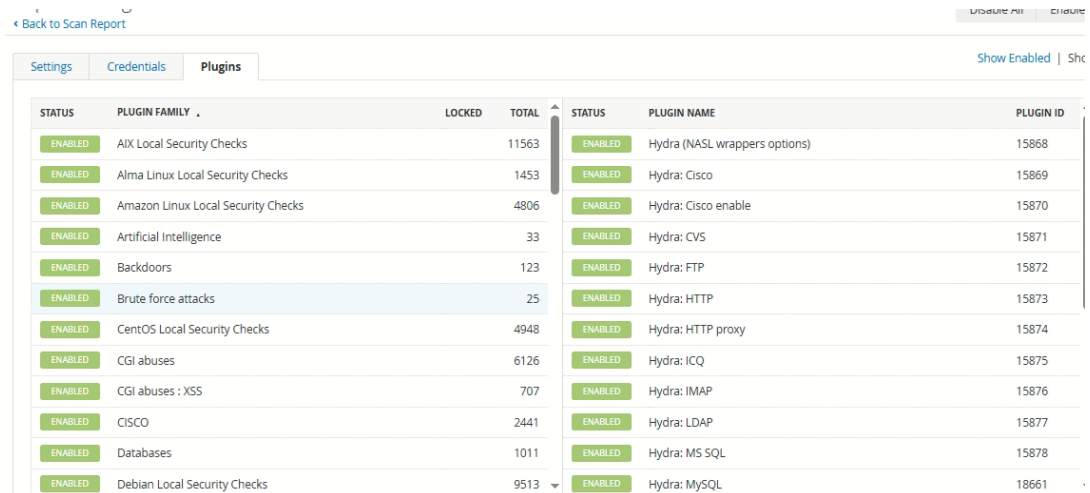 Disable All Enable
Back to Scan Report
Settings Credentials Plugins Show Enabled | Sho
STATUS PLUGIN FAMILY LOCKED TOTAL STATUS PLUGIN NAME PLUGIN ID
ENABLED AIX Local Security Checks 11563 ENABLED Hydra (NASL wrappers options) 15868
ENABLED Alma Linux Local Security Checks 1453 ENABLED Hydra: Cisco 15869
ENABLED Amazon Linux Local Security Checks 4806 ENABLED Hydra: Cisco enable 15870
ENABLED Artificial Intelligence 33 ENABLED Hydra: CVS 15871
ENABLED Backdoors 123 ENABLED Hydra: FTP 15872
ENABLED Brute force attacks 25 ENABLED Hydra: HTTP 15873
ENABLED CentOS Local Security Checks 4948 ENABLED Hydra: HTTP proxy 15874
ENABLED CGI abuses 6126 ENABLED Hydra: ICQ 15875
ENABLED CGI abuses : XSS 707 ENABLED Hydra: IMAP 15876
ENABLED CISCO 2441 ENABLED Hydra: LDAP 15877
ENABLED Databases 1011 ENABLED Hydra: MS SQL 15878
ENABLED Debian Local Security Checks 9513 ENABLED Hydra: MySQL 18661